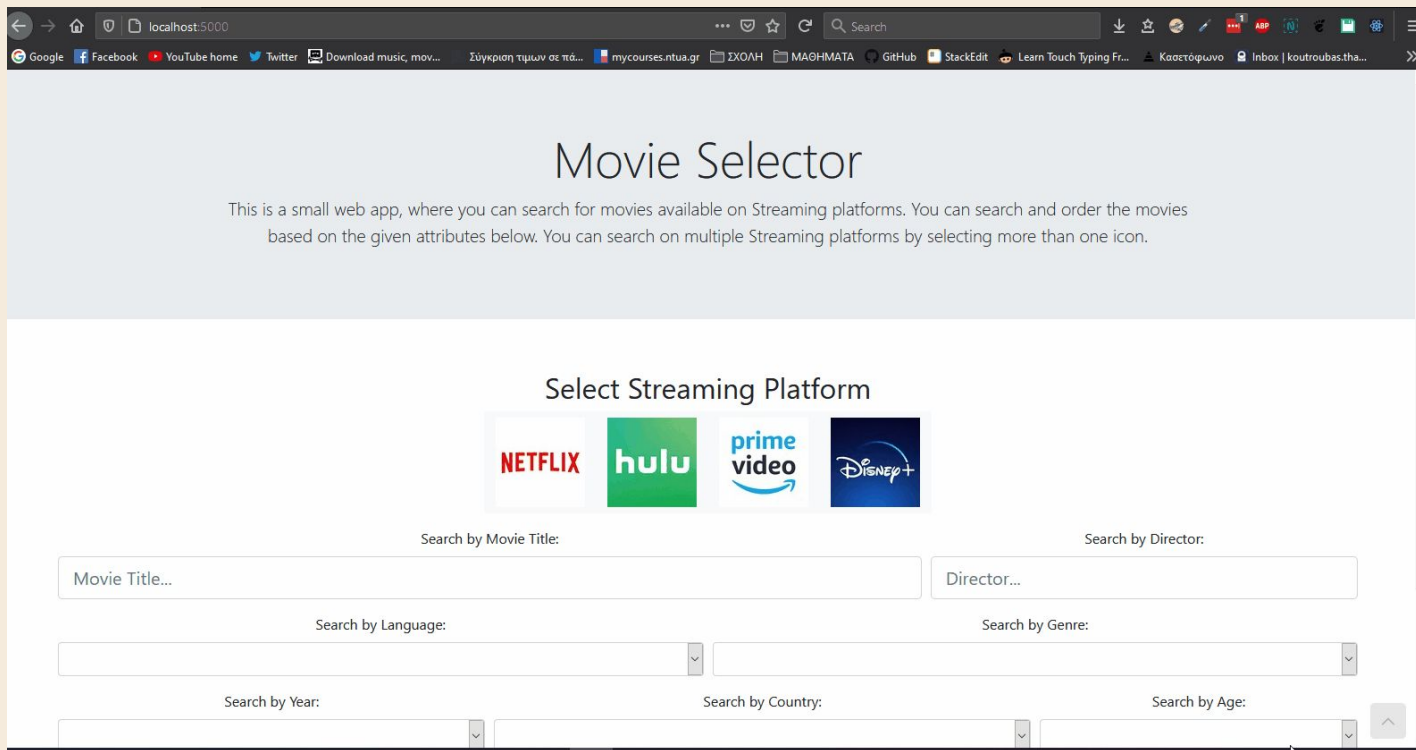 localhost:5000
Search
1
ABP
N
Google
Facebook
YouTube home
Twitter
Download music, mov...
Σύγκριση τιμων σε πά...
mycourses.ntua.gr
ΣΧΟΛΗ
ΜΑΘΗΜΑΤΑ
GitHub
StackEdit
Learn Touch Typing Fr...
Κασετόφωνο
Inbox | koutroubas.tha...
Movie Selector
This is a small web app, where you can search for movies available on Streaming platforms. You can search and order the movies
based on the given attributes below. You can search on multiple Streaming platforms by selecting more than one icon.
Select Streaming Platform
NETFLIX
hulu
prime
video
Disney+
Search by Movie Title:
Search by Director:
Movie Title...
Director...
Search by Language:
Search by Genre:
Search by Year:
Search by Country:
Search by Age: